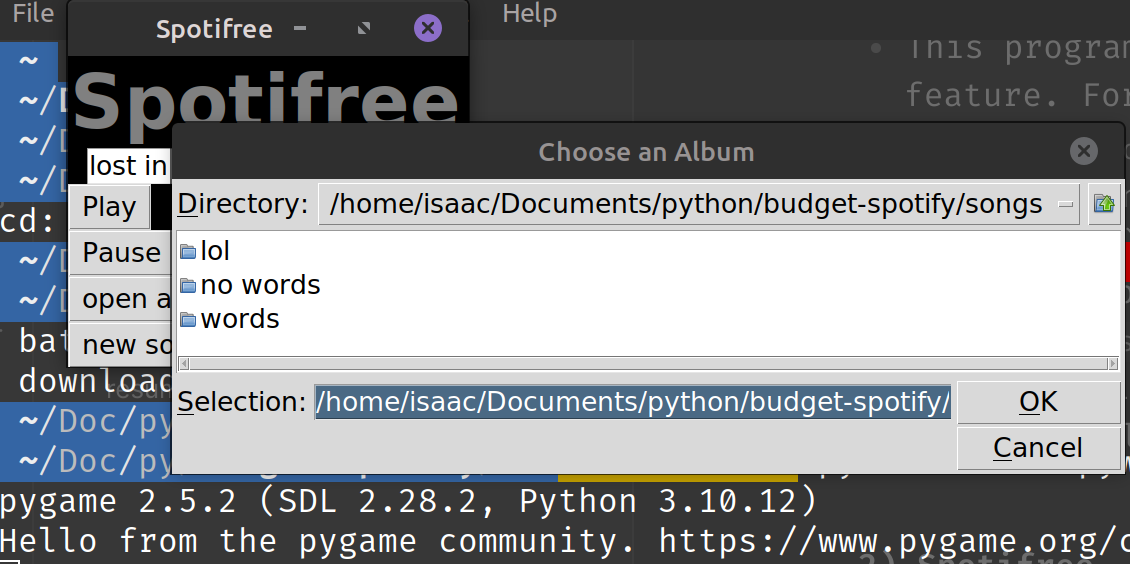 File
Help
Spotifree
Spotifree
This program
feature. For
Choose an Album
lost in
Play
Pause
open a
new so
Directory: /home/isaac/Documents/python/budget-spotify/songs
lol
no words
words
Selection: /home/isaac/Documents/python/budget-spotify/
OK
Cancel
~
~/D
~/D
~/D
cd:
~/D
~/D
bat
download
~/Doc/py
~/Doc/py
pygame 2.5.2 (SDL 2.28.2, Python 3.10.12)
Hello from the pygame community. https://www.pygame.org/c
2) Spotifree